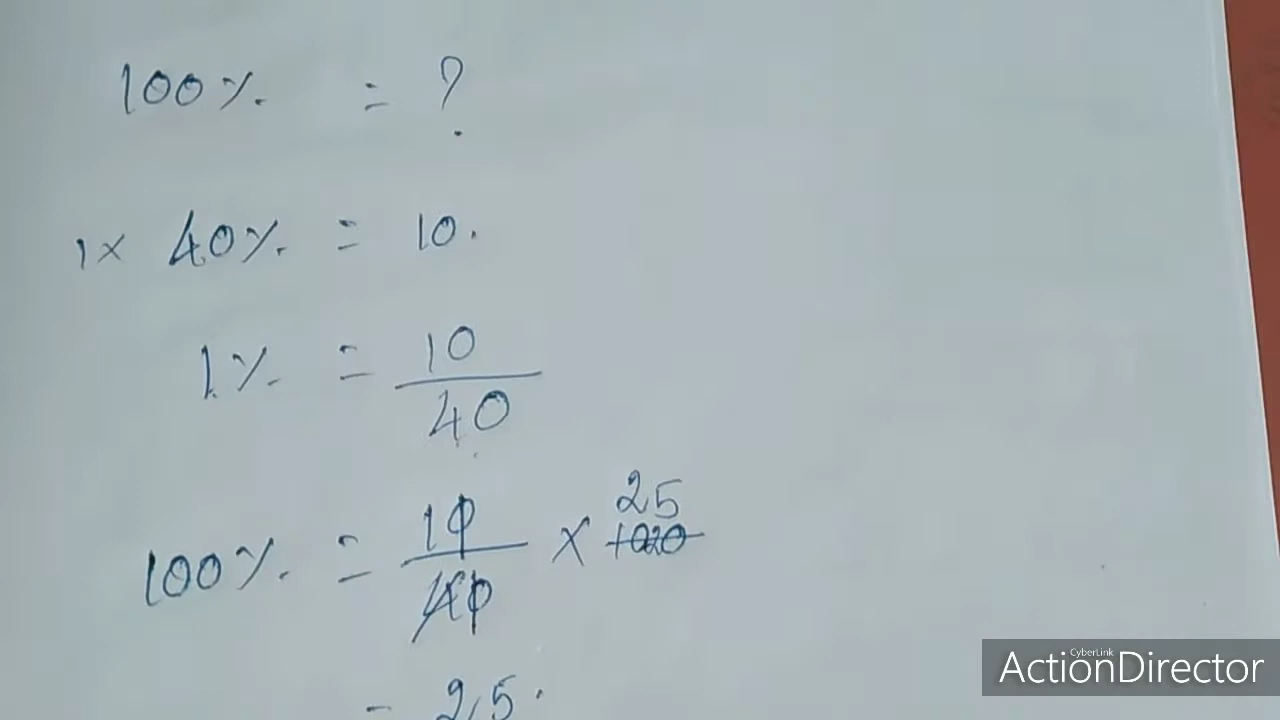 100% = ?
1× 40% = 10.
1% = 10/40
100% = 10/40 × 100 25
= 25.
CyberLink
ActionDirector